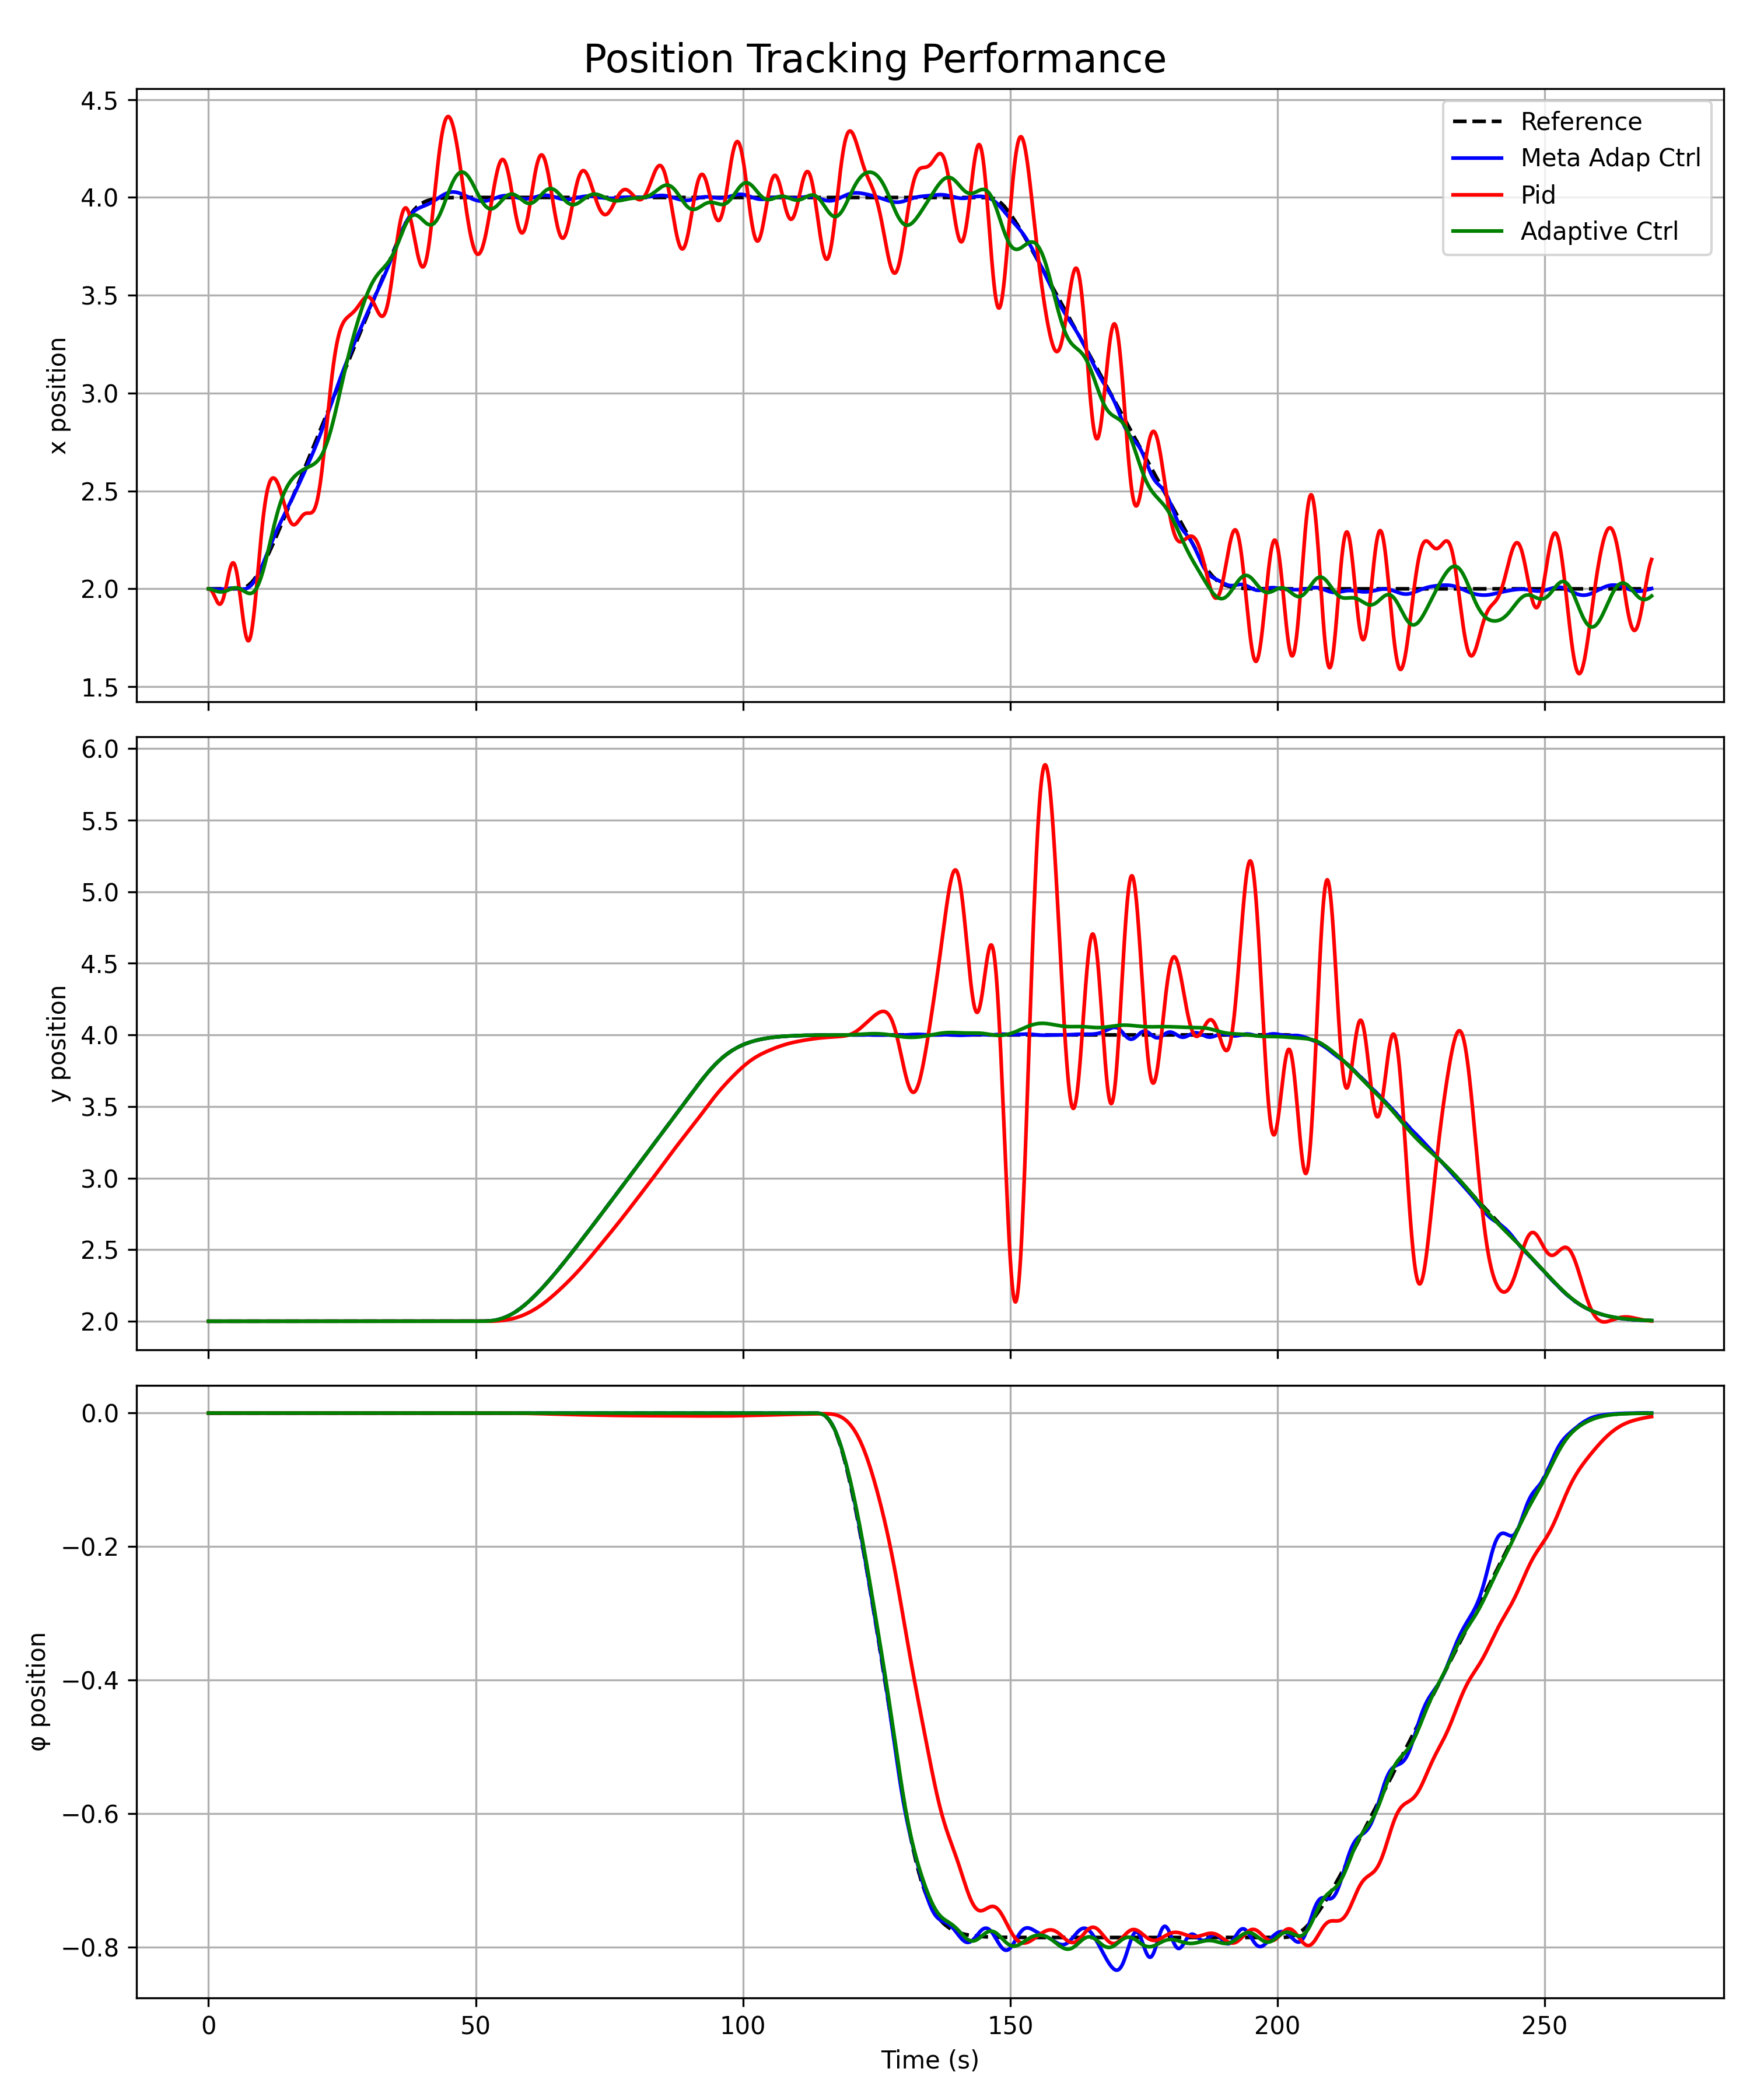 Position Tracking Performance
4.5
4.0
3.5
3.0
2.5
2.0
1.5
x position
Reference
Meta Adap Ctrl
Pid
Adaptive Ctrl
6.0
5.5
5.0
4.5
4.0
3.5
3.0
2.5
2.0
y position
0.0
−0.2
−0.4
−0.6
−0.8
φ position
0 50 100 150 200 250
Time (s)